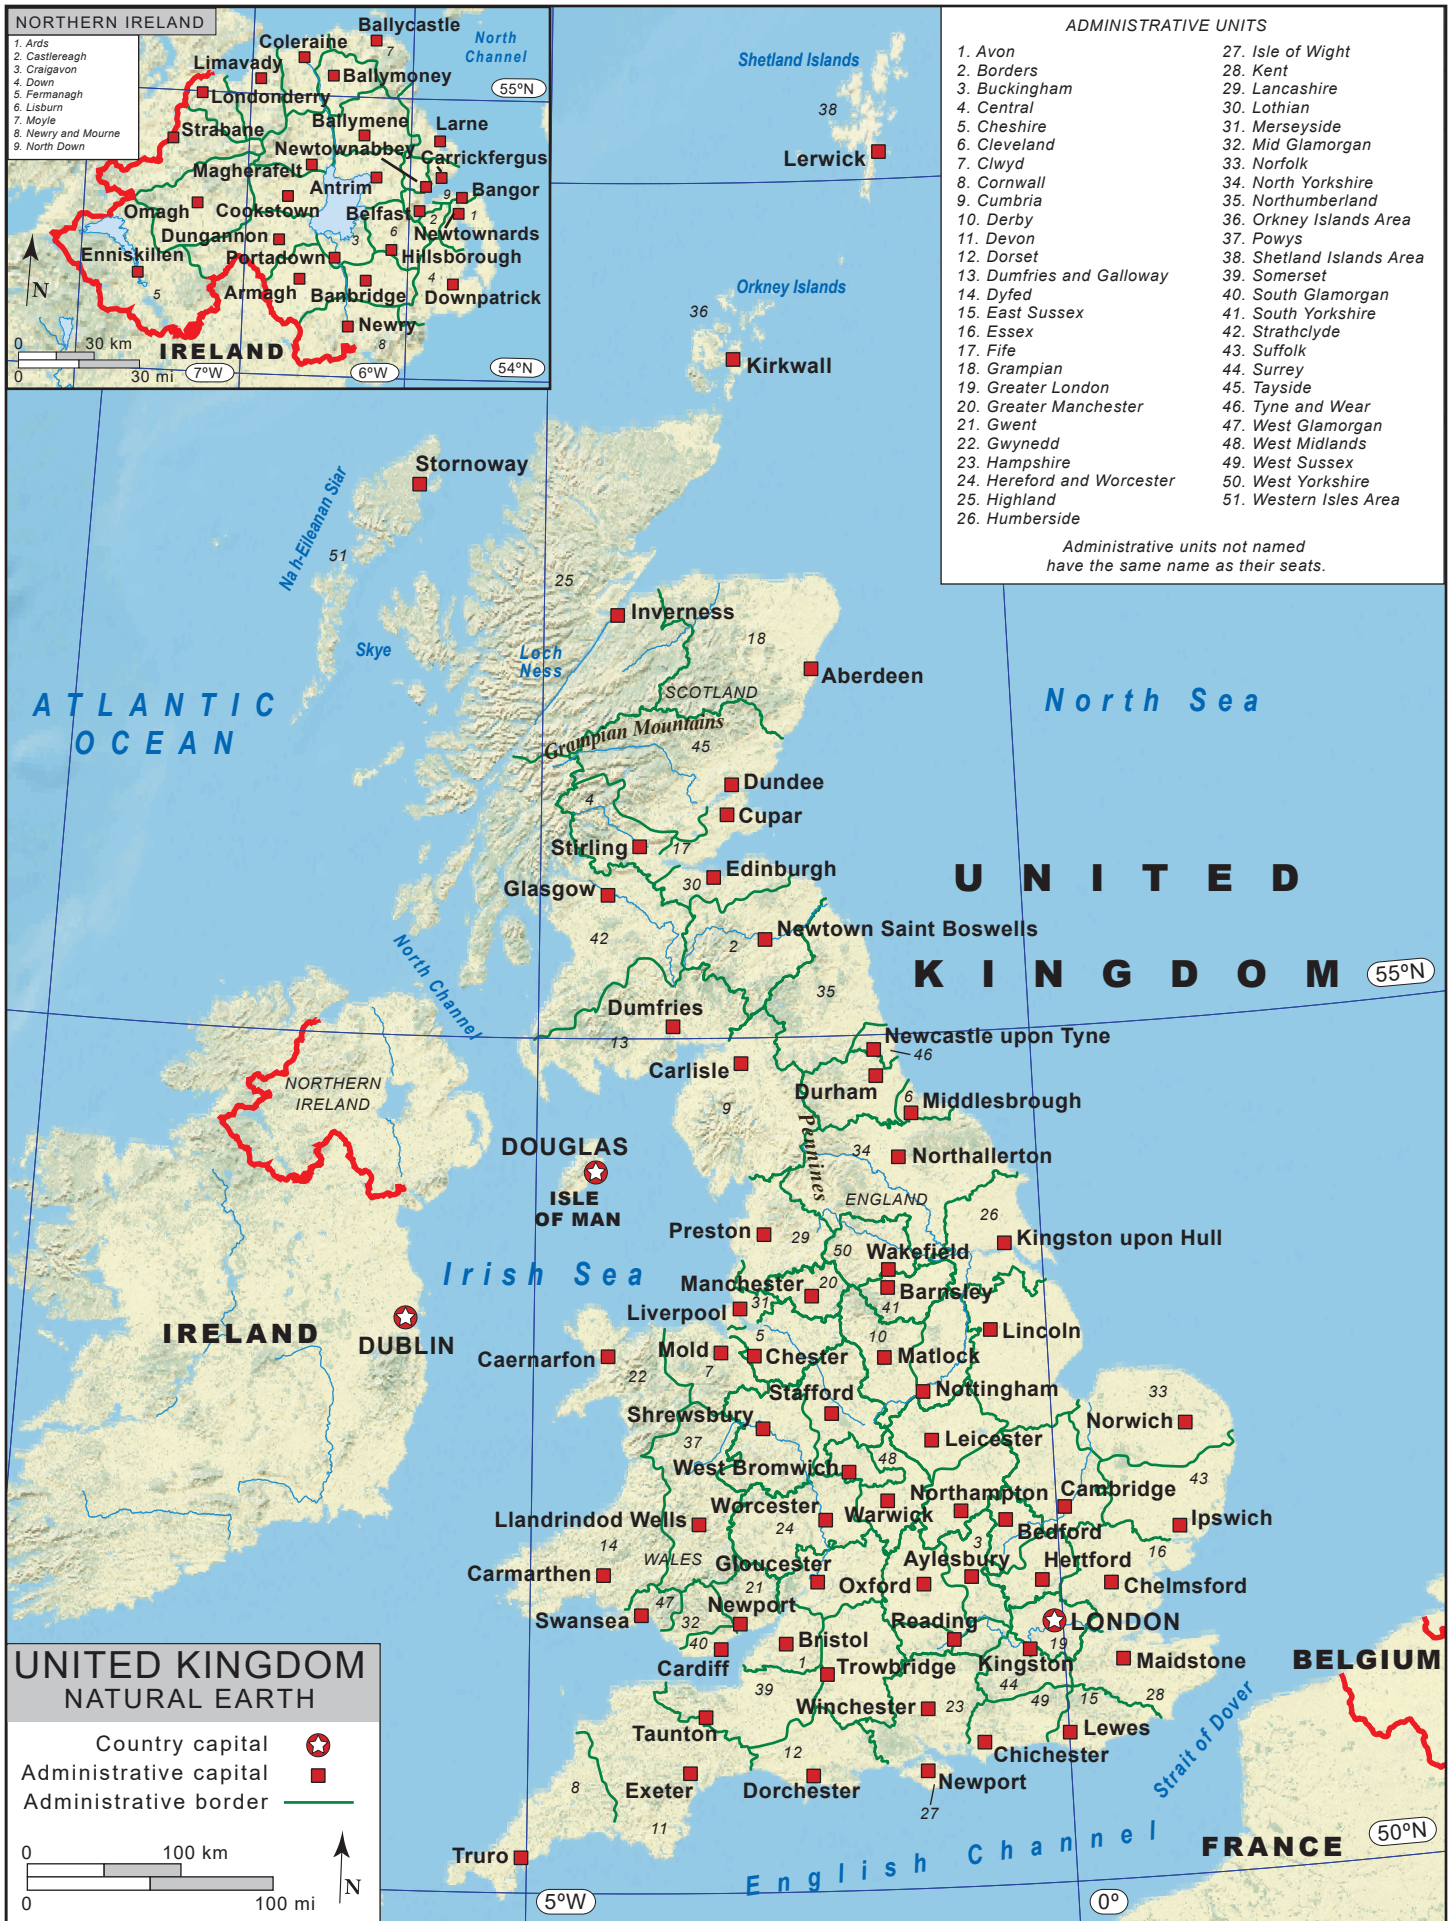 NORTHERN IRELAND
1. Ards
2. Castlereagh
3. Craigavon
4. Down
5. Fermanagh
6. Lisburn
7. Moyle
8. Newry and Mourne
9. North Down
Ballycastle
7
North
Channel
Coleraine
Limavady
Ballymoney
55ºN
Londonderry
Strabane
Ballymene
Larne
Newtownabbey
Carrickfergus
Magherafelt
Antrim
9
Bangor
Omagh
Cookstown
Belfast
2
1
Newtownards
Dungannon
3
6
Enniskillen
Portadown
Hillsborough
N
5
Armagh
Banbridge
4
Downpatrick
Newry
8
0
30 km
IRELAND
0
30 mi
7ºW
6ºW
54ºN
ADMINISTRATIVE UNITS
1. Avon
2. Borders
3. Buckingham
4. Central
5. Cheshire
6. Cleveland
7. Clwyd
8. Cornwall
9. Cumbria
10. Derby
11. Devon
12. Dorset
13. Dumfries and Galloway
14. Dyfed
15. East Sussex
16. Essex
17. Fife
18. Grampian
19. Greater London
20. Greater Manchester
21. Gwent
22. Gwynedd
23. Hampshire
24. Hereford and Worcester
25. Highland
26. Humberside
27. Isle of Wight
28. Kent
29. Lancashire
30. Lothian
31. Merseyside
32. Mid Glamorgan
33. Norfolk
34. North Yorkshire
35. Northumberland
36. Orkney Islands Area
37. Powys
38. Shetland Islands Area
39. Somerset
40. South Glamorgan
41. South Yorkshire
42. Strathclyde
43. Suffolk
44. Surrey
45. Tayside
46. Tyne and Wear
47. West Glamorgan
48. West Midlands
49. West Sussex
50. West Yorkshire
51. Western Isles Area
Administrative units not named
have the same name as their seats.
Shetland Islands
38
Lerwick
Orkney Islands
36
Kirkwall
Stornoway
Na h-Eileanan Siar
51
25
Inverness
18
Skye
Loch
Ness
Aberdeen
SCOTLAND
ATLANTIC
OCEAN
North Sea
Grampian Mountains
45
Dundee
4
Cupar
Stirling
17
Edinburgh
Glasgow
30
UNITED
KINGDOM
42
2
Newtown Saint Boswells
North Channel
35
55ºN
Dumfries
13
Newcastle upon Tyne
46
Carlisle
Durham
NORTHERN
IRELAND
9
6
Middlesbrough
Pennines
DOUGLAS
34
Northallerton
ISLE
OF MAN
ENGLAND
26
Preston
29
50
Kingston upon Hull
Wakefield
Irish Sea
Manchester
20
Barnsley
Liverpool
31
41
IRELAND
DUBLIN
5
10
Lincoln
Caernarfon
Mold
7
Chester
Matlock
22
Stafford
Nottingham
33
Norwich
Shrewsbury
37
Leicester
West Bromwich
48
43
Worcester
Northampton
Cambridge
Llandrindod Wells
24
Warwick
Bedford
Ipswich
14
WALES
3
16
Gloucester
Aylesbury
Hertford
Carmarthen
21
Oxford
Chelmsford
47
Swansea
32
Newport
Reading
LONDON
40
Bristol
19
Cardiff
1
Trowbridge
Kingston
Maidstone
BELGIUM
39
44
Winchester
23
49
15
28
Taunton
Lewes
12
Chichester
Strait of Dover
8
Exeter
Dorchester
Newport
27
11
Truro
English Channel
FRANCE
50ºN
5ºW
0º
UNITED KINGDOM
NATURAL EARTH
Country capital
Administrative capital
Administrative border
0
100 km
0
100 mi
N